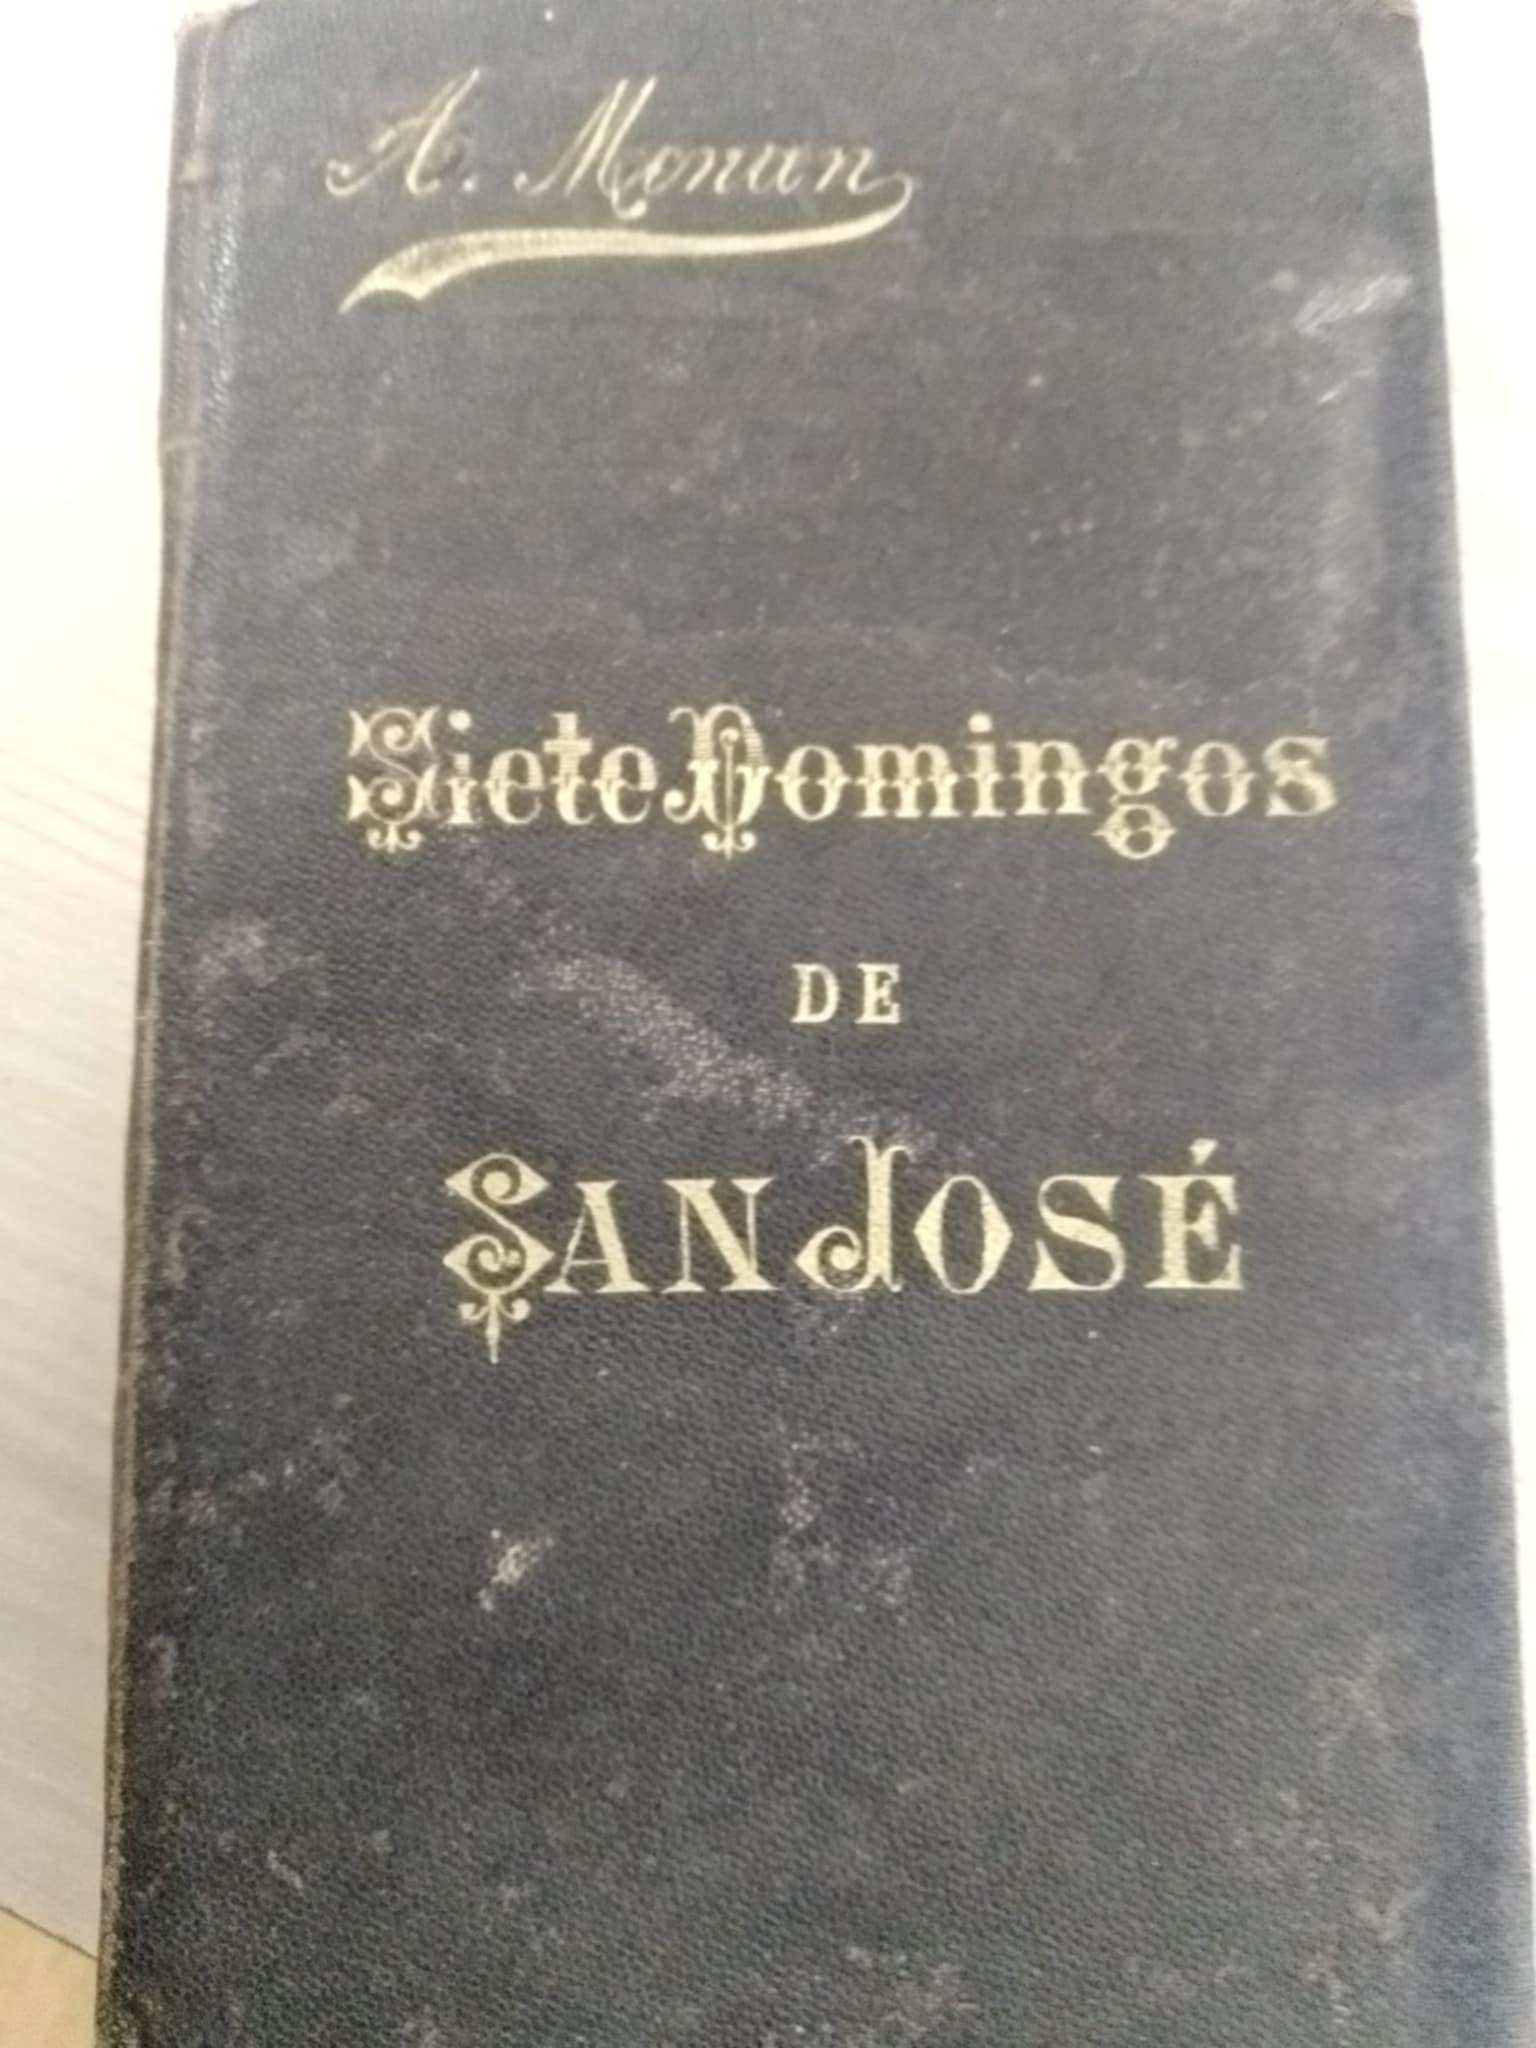 A. Monun
Siete Domingos
DE
SAN JOSÉ